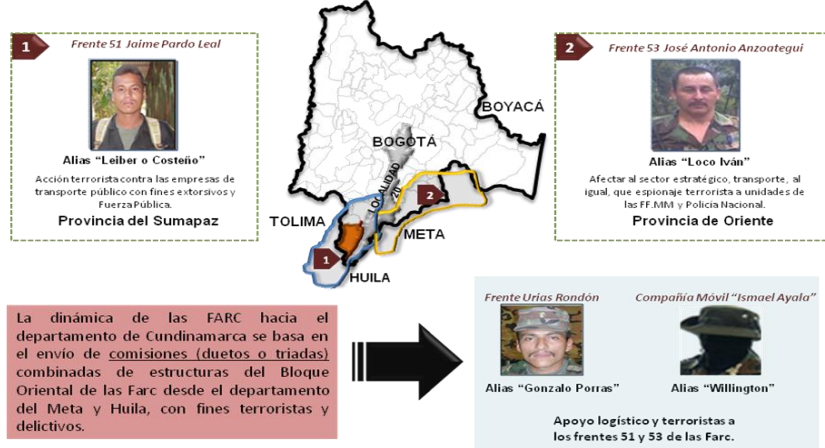 1
Frente 51 Jaime Pardo Leal
Alias "Leiber o Costeño"
Acción terrorista contra las empresas de
transporte público con fines extorsivos y
Fuerza Pública.
Provincia del Sumapaz
BOYACÁ
BOGOTÁ
LOCALIDAD
20
2
TOLIMA
META
1
HUILA
2
Frente 53 José Antonio Anzoategui
Alias "Loco Iván"
Afectar al sector estratégico, transporte, al
igual, que espionaje terrorista a unidades de
las FF.MM y Policía Nacional.
Provincia de Oriente
La dinámica de las FARC hacia el
departamento de Cundinamarca se basa en
el envío de comisiones (duetos o triadas)
combinadas de estructuras del Bloque
Oriental de las Farc desde el departamento
del Meta y Huila, con fines terroristas y
delictivos.
Frente Urias Rondón
Alias "Gonzalo Porras"
Compañía Móvil "Ismael Ayala"
Alias "Willington"
Apoyo logístico y terroristas a
los frentes 51 y 53 de las Farc.